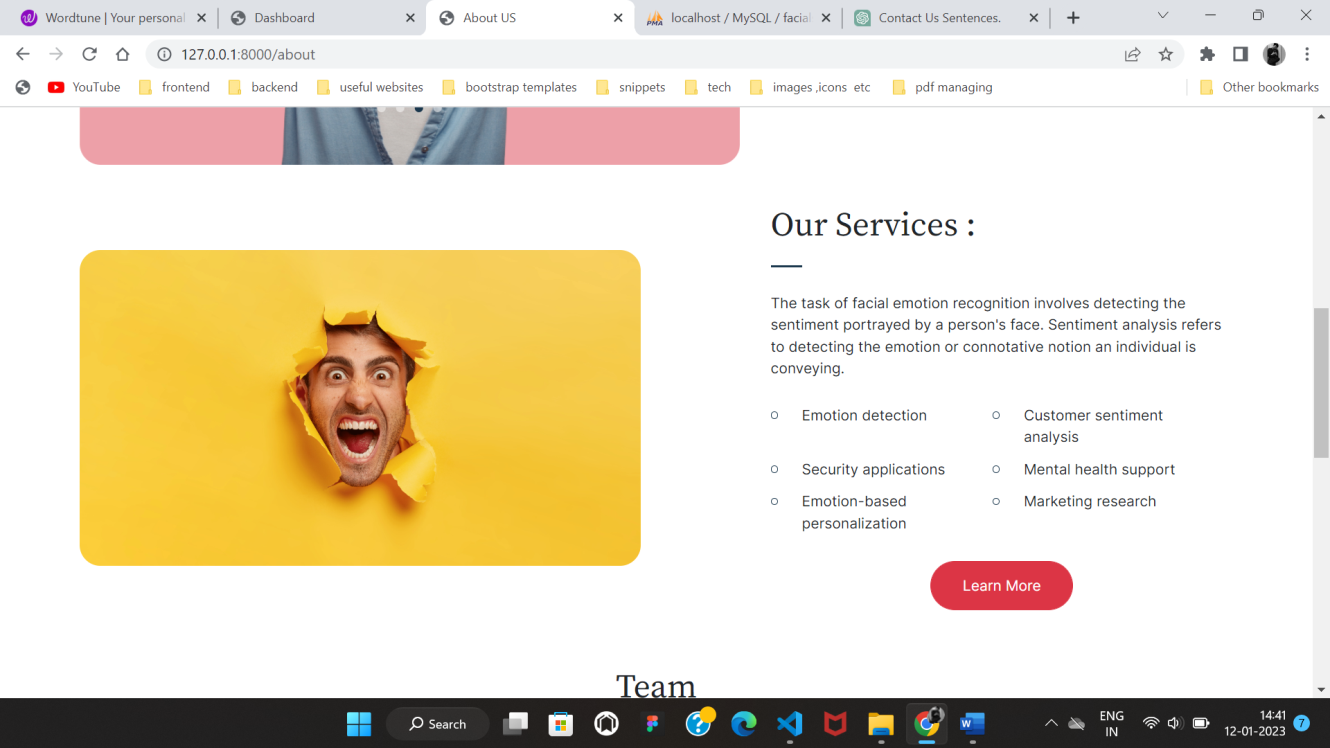 Wordtune | Your personal
Dashboard
About US
localhost / MySQL / facial
Contact Us Sentences.
127.0.0.1:8000/about
YouTube
frontend
backend
useful websites
bootstrap templates
snippets
tech
images ,icons etc
pdf managing
Other bookmarks
Our Services :
The task of facial emotion recognition involves detecting the
sentiment portrayed by a person's face. Sentiment analysis refers
to detecting the emotion or connotative notion an individual is
conveying.
Emotion detection
Customer sentiment
analysis
Security applications
Mental health support
Emotion-based
personalization
Marketing research
Learn More
Team
Search
ENG
IN
14:41
12-01-2023
7